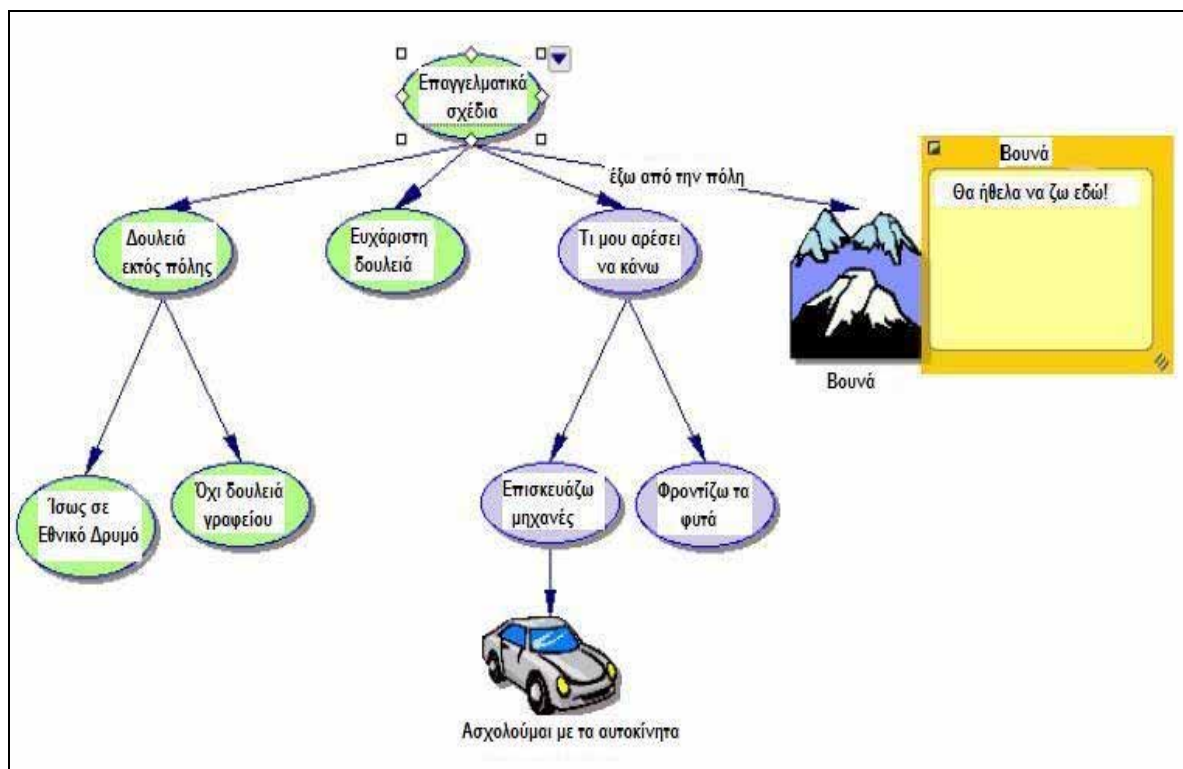 Επαγγελματικά
σχέδια
έξω από την πόλη
Βουνά
Θα ήθελα να ζω εδώ!
Δουλειά
εκτός πόλης
Ευχάριστη
δουλειά
Τι μου αρέσει
να κάνω
Βουνά
Ίσως σε
Εθνικό Δρυμό
Όχι δουλειά
γραφείου
Επισκευάζω
μηχανές
Φροντίζω τα
φυτά
Ασχολούμαι με τα αυτοκίνητα